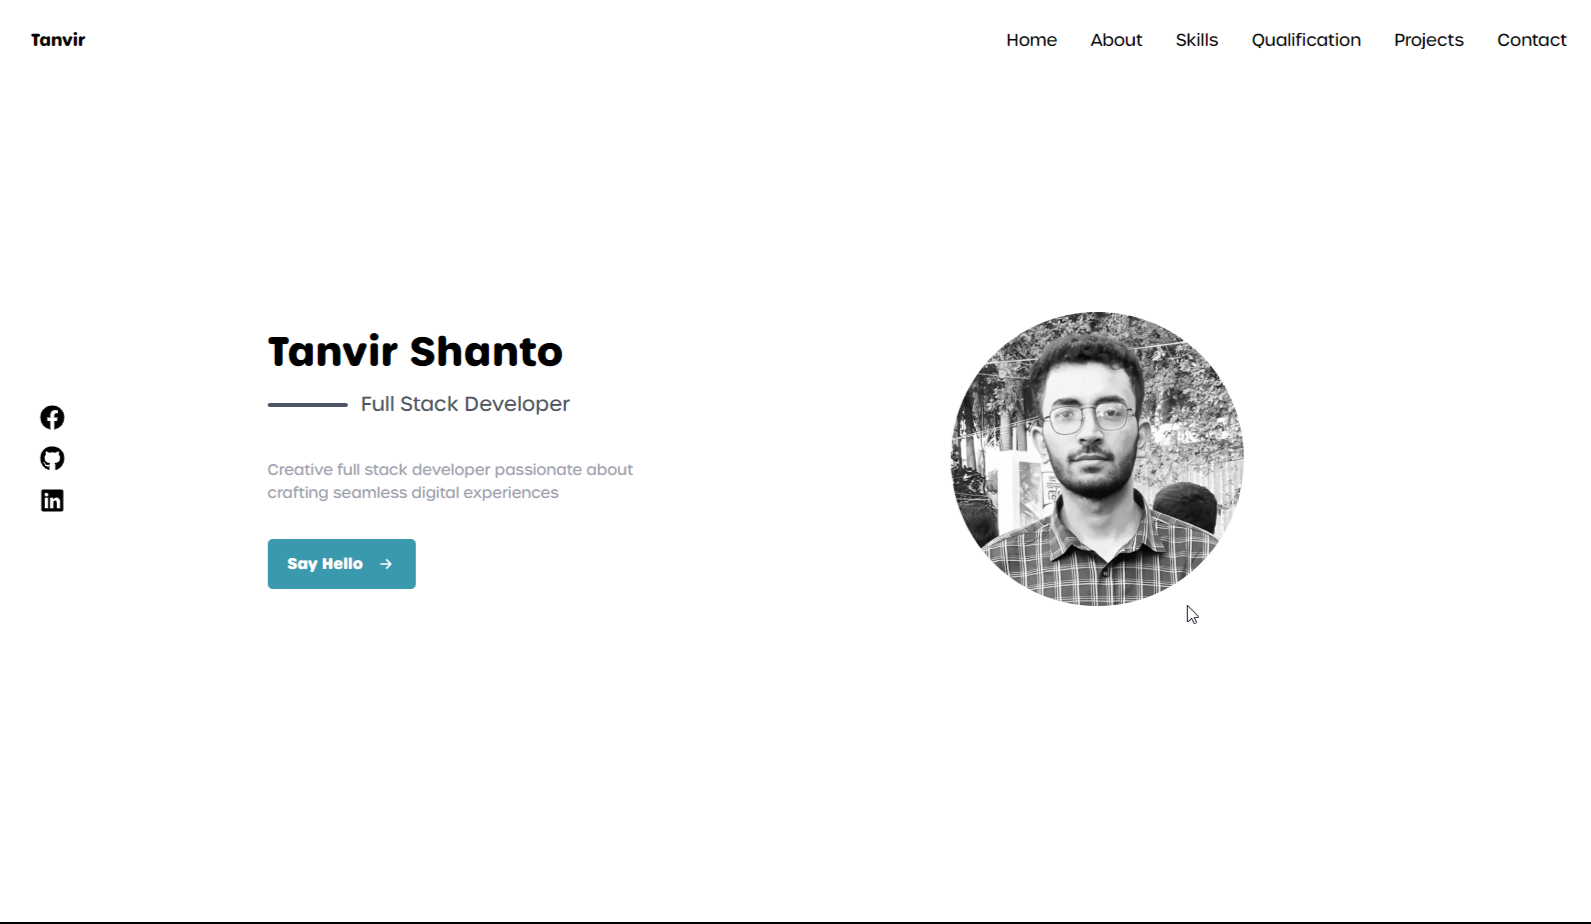 Tanvir
Home About Skills Qualification Projects Contact
Tanvir Shanto
Full Stack Developer
Creative full stack developer passionate about
crafting seamless digital experiences
Say Hello →
in